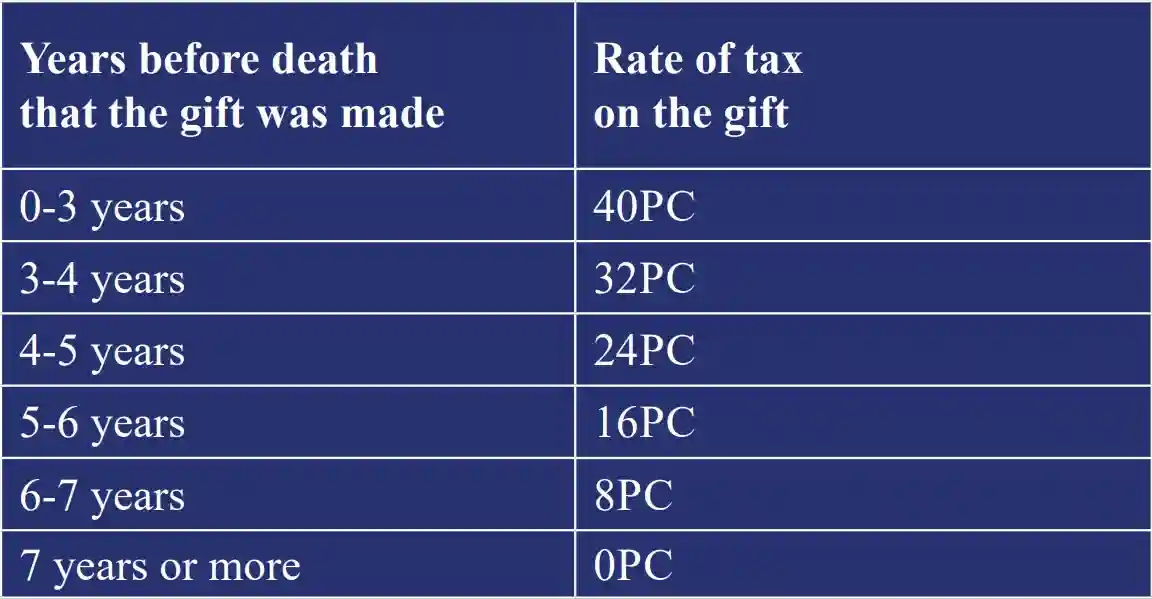 Years before death
that the gift was made
Rate of tax
on the gift
0-3 years
40PC
3-4 years
32PC
4-5 years
24PC
5-6 years
16PC
6-7 years
8PC
7 years or more
0PC